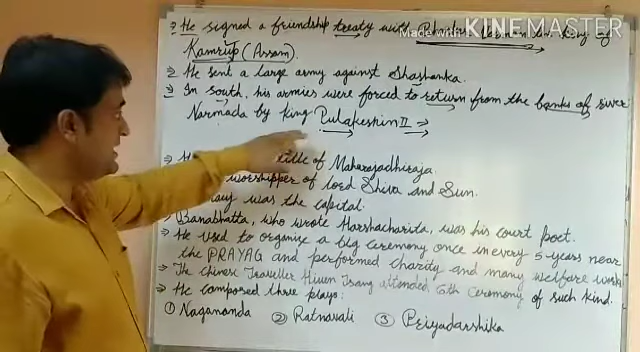 Made with KINEMASTER
? He signed a friendship treaty with Bhaskar Verman
Kamrup (Assam).
⇒ He sent a large army against Shashanka.
⇒ In south, his armies were forced to return from the banks of river
Narmada by king Pulakeshin II ⇒
title of Maharajadhiraja.
worshipper of lord Shiva and Sun.
was the capital.
Banabhatta, who wrote Harshacharita, was his court poet.
⇒ He used to organise a big ceremony once in every 5-years near
the PRAYAG and performed charity and many welfare work
⇒ The Chinese Traveller Hiuen Tsang attended 6th ceremony of such kind.
⇒ He composed three plays:
① Nagananda ② Ratnavali ③ Priyadarshika